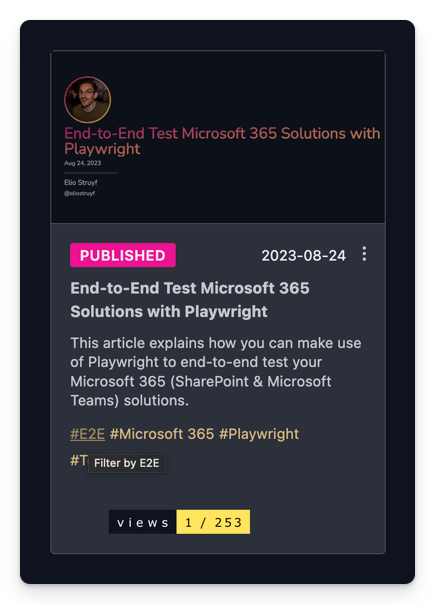 End-to-End Test Microsoft 365 Solutions with
Playwright
Aug 24, 2023
Elio Struyf
@eliostruyf
PUBLISHED
2023-08-24
End-to-End Test Microsoft 365
Solutions with Playwright
This article explains how you can make use
of Playwright to end-to-end test your
Microsoft 365 (SharePoint & Microsoft
Teams) solutions.
#E2E #Microsoft 365 #Playwright
Filter by E2E
views 1 / 253